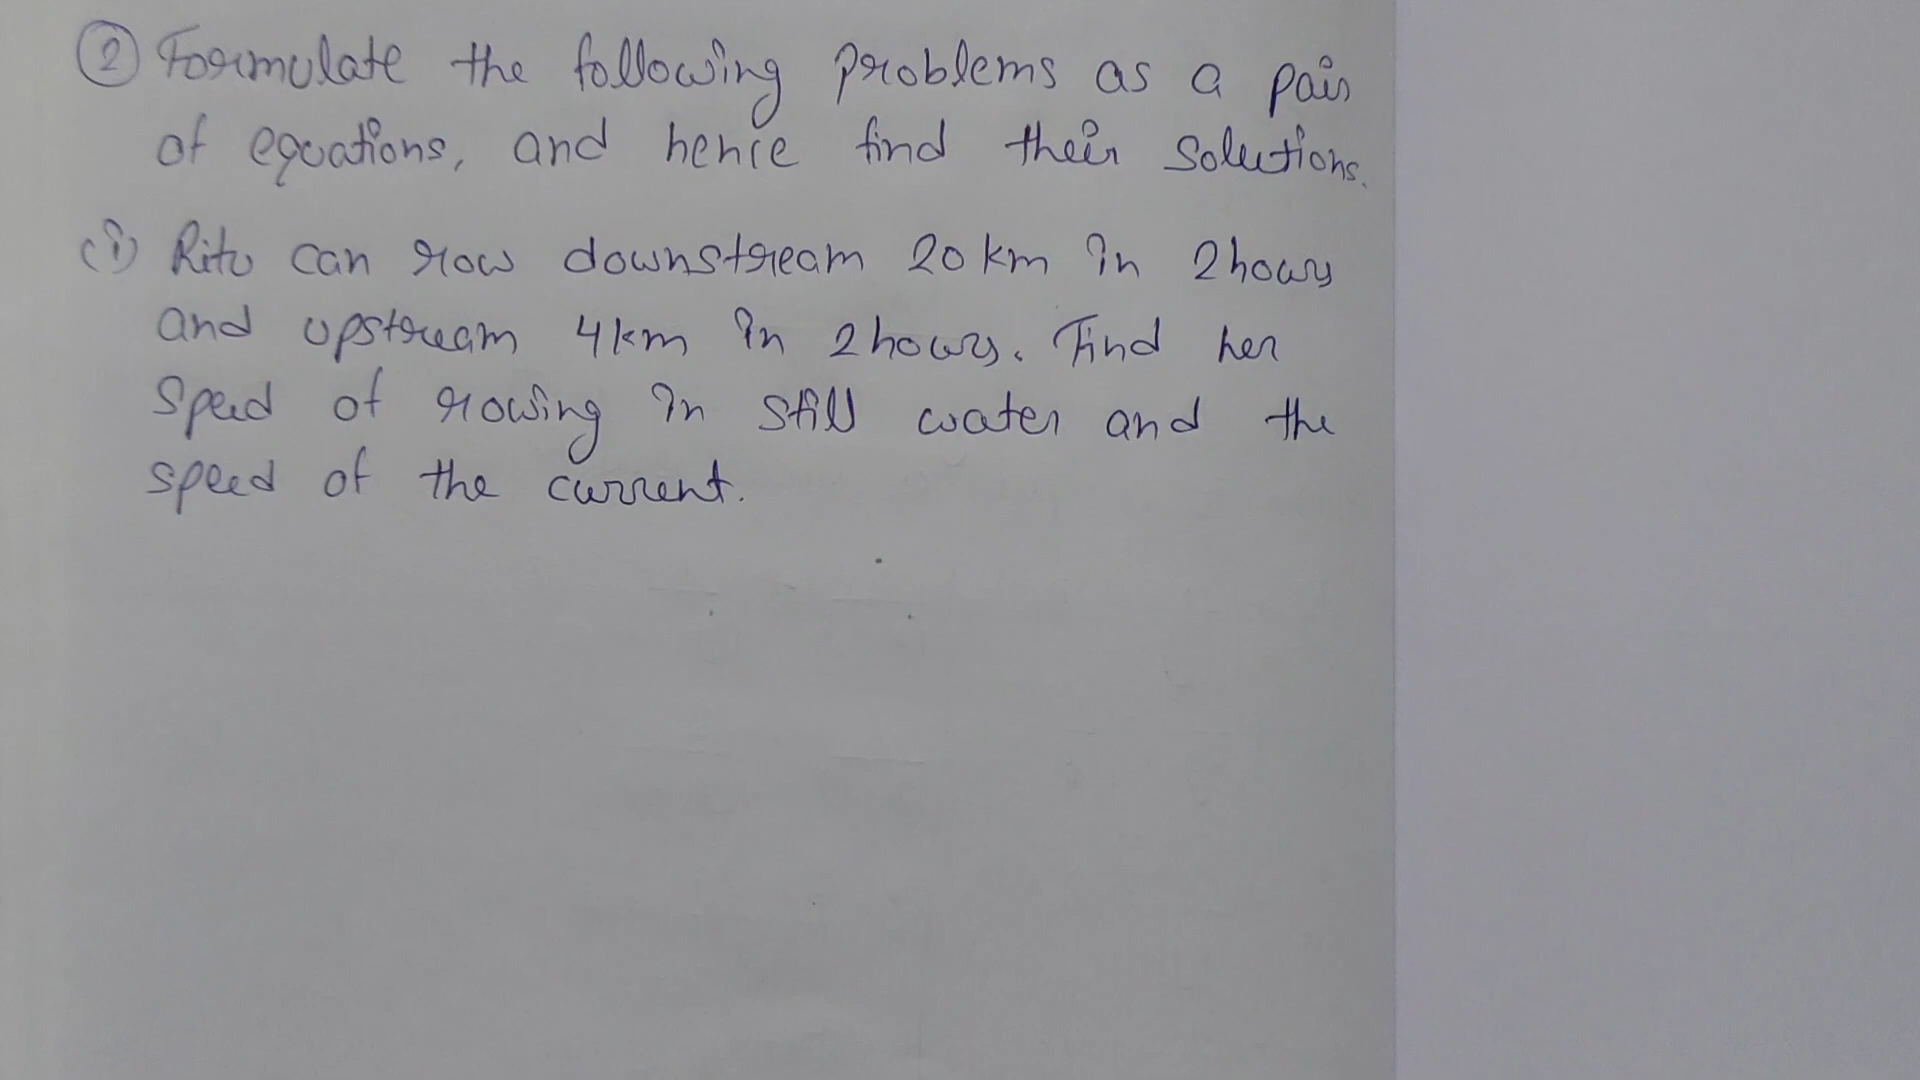 ② Formulate the following problems as a pair
of equations, and hence find their solutions.
(i) Ritu can row downstream 20 km in 2 hours
and upstream 4 km in 2 hours. Find her
speed of rowing in still water and the
speed of the current.